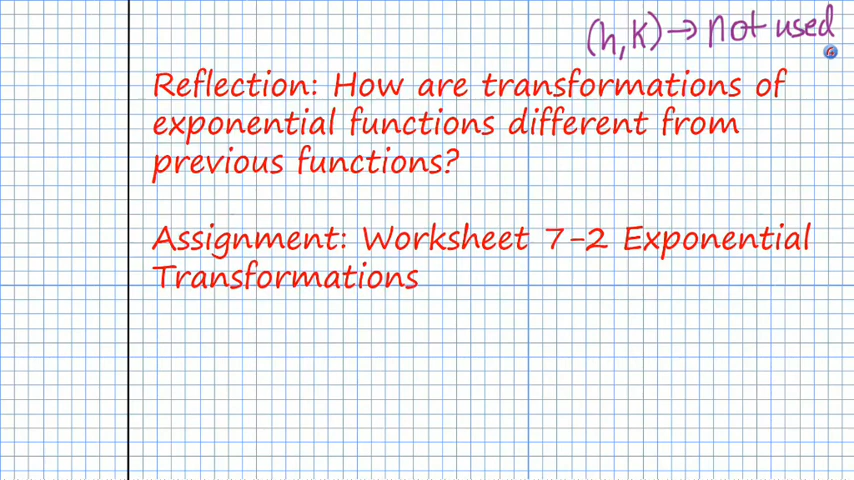 (h,k)→ not used
Reflection: How are transformations of
exponential functions different from
previous functions?
Assignment: Worksheet 7-2 Exponential
Transformations